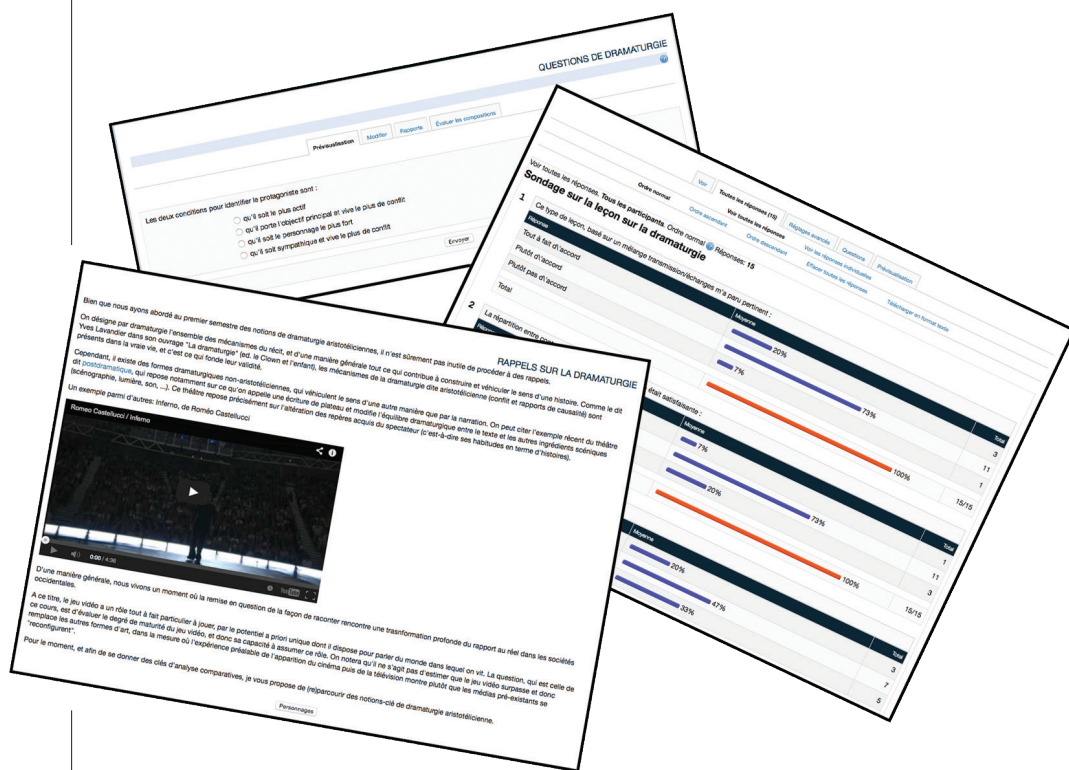 QUESTIONS DE DRAMATURGIE
Prévisualisation
Modifier
Rapports
Évaluer les compositions
Les deux conditions pour identifier le protagoniste sont :
qu'il soit le plus actif
qu'il porte l'objectif principal et vive le plus de conflit
qu'il soit le personnage le plus fort
qu'il soit sympathique et vive le plus de conflit
Envoyer
Voir
Toutes les réponses (15)
Réglages avancés
Questions
Prévisualisation
Voir toutes les réponses
Voir les réponses individuelles
Ordre normal
Ordre ascendant
Ordre descendant
Effacer toutes les réponses
Télécharger en format texte
Voir toutes les réponses. Tous les participants. Ordre normal Réponses: 15
Sondage sur la leçon sur la dramaturgie
1
Ce type de leçon, basé sur un mélange transmission/échanges m'a paru pertinent :
Réponse
Moyenne
Total
Tout à fait d\'accord
20%
3
Plutôt d\'accord
73%
11
Plutôt pas d\'accord
7%
1
Total
100%
15/15
2
La répartition entre
était satisfaisante :
Moyenne
Total
7%
1
73%
11
20%
3
100%
15/15
Moyenne
Total
20%
3
47%
7
33%
5
RAPPELS SUR LA DRAMATURGIE
Bien que nous ayons abordé au premier semestre des notions de dramaturgie aristotéliciennes, il n'est sûrement pas inutile de procéder à des rappels.
On désigne par dramaturgie l'ensemble des mécanismes du récit, et d'une manière générale tout ce qui contribue à construire et véhiculer le sens d'une histoire. Comme le dit
Yves Lavandier dans son ouvrage "La dramaturgie" (ed. le Clown et l'enfant), les mécanismes de la dramaturgie dite aristotélicienne (conflit et rapports de causalité) sont
présents dans la vraie vie, et c'est ce qui fonde leur validité.
Cependant, il existe des formes dramaturgiques non-aristotéliciennes, qui véhiculent le sens d'une autre manière que par la narration. On peut citer l'exemple récent du théâtre
dit postdramatique, qui repose notamment sur ce qu'on appelle une écriture de plateau et modifie l'équilibre dramaturgique entre le texte et les autres ingrédients scéniques
(scénographie, lumière, son, ...). Ce théâtre repose précisément sur l'altération des repères acquis du spectateur (c'est-à-dire ses habitudes en terme d'histoires).
Un exemple parmi d'autres: Inferno, de Roméo Castellucci
Romeo Castellucci / Inferno
0:00 / 4:36
YouTube
D'une manière générale, nous vivons un moment où la remise en question de la façon de raconter rencontre une trasnformation profonde du rapport au réel dans les sociétés
occidentales.
A ce titre, le jeu vidéo a un rôle tout à fait particulier à jouer, par le potentiel a priori unique dont il dispose pour parler du monde dans lequel on vit. La question, qui est celle de
ce cours, est d'évaluer le degré de maturité du jeu vidéo, et donc sa capacité à assumer ce rôle. On notera qu'il ne s'agit pas d'estimer que le jeu vidéo surpasse et donc
remplace les autres formes d'art, dans la mesure où l'expérience préalable de l'apparition du cinéma puis de la télévision montre plutôt que les médias pré-existants se
"reconfigurent".
Pour le moment, et afin de se donner des clés d'analyse comparatives, je vous propose de (re)parcourir des notions-clé de dramaturgie aristotélicienne.
Personnages